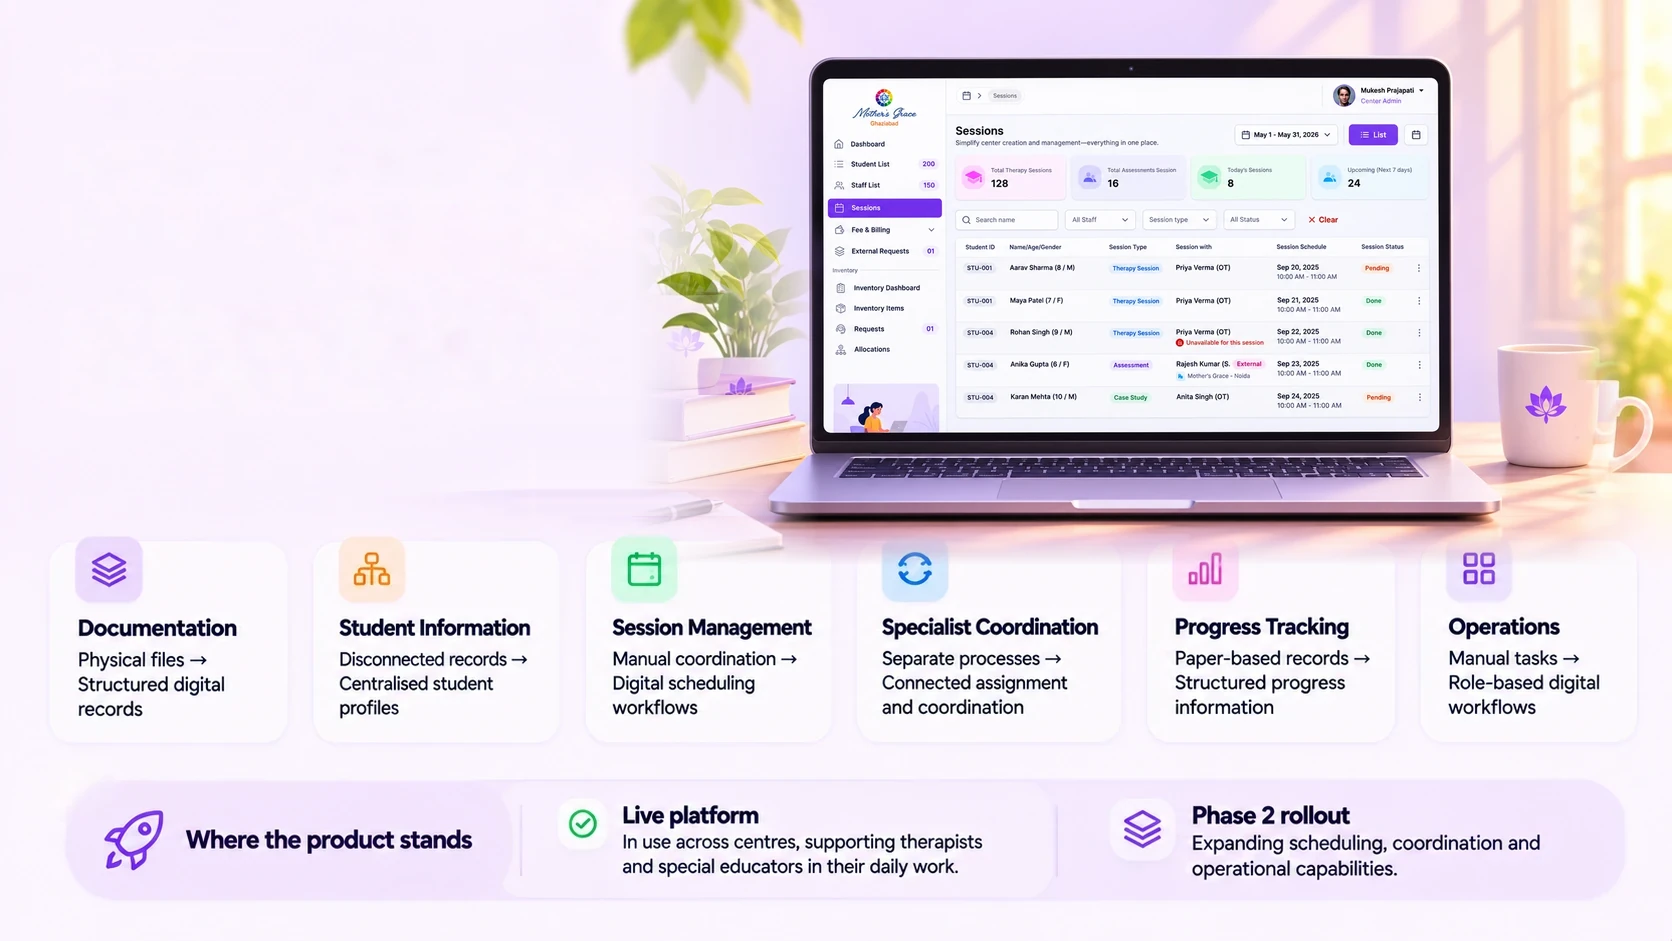 Mother's Grace
Ghaziabad
Dashboard
Student List 200
Staff List 150
Sessions
Fee & Billing
External Requests 01
Inventory
Inventory Dashboard
Inventory Items
Requests 01
Allocations
Sessions
Mukesh Prajapati
Center Admin
Sessions
Simplify center creation and management—everything in one place.
May 1 - May 31, 2026
List
Total Therapy Sessions
128
Total Assessments Session
16
Today's Sessions
8
Upcoming (Next 7 days)
24
Search name
All Staff
Session type
All Status
Clear
Student ID Name/Age/Gender Session Type Session with Session Schedule Session Status
STU-001 Aarav Sharma (8 / M) Therapy Session Priya Verma (OT) Sep 20, 2025 Pending
10:00 AM - 11:00 AM
STU-001 Maya Patel (7 / F) Therapy Session Priya Verma (OT) Sep 21, 2025 Done
10:00 AM - 11:00 AM
STU-004 Rohan Singh (9 / M) Therapy Session Priya Verma (OT) Sep 22, 2025 Done
Unavailable for this session 10:00 AM - 11:00 AM
STU-004 Anika Gupta (6 / F) Assessment Rajesh Kumar (S. External Sep 23, 2025 Done
Mother's Grace - Noida 10:00 AM - 11:00 AM
STU-004 Karan Mehta (10 / M) Case Study Anita Singh (OT) Sep 24, 2025 Pending
10:00 AM - 11:00 AM
Documentation
Physical files →
Structured digital
records
Student Information
Disconnected records →
Centralised student
profiles
Session Management
Manual coordination →
Digital scheduling
workflows
Specialist Coordination
Separate processes →
Connected assignment
and coordination
Progress Tracking
Paper-based records →
Structured progress
information
Operations
Manual tasks →
Role-based digital
workflows
Where the product stands
Live platform
In use across centres, supporting therapists
and special educators in their daily work.
Phase 2 rollout
Expanding scheduling, coordination and
operational capabilities.